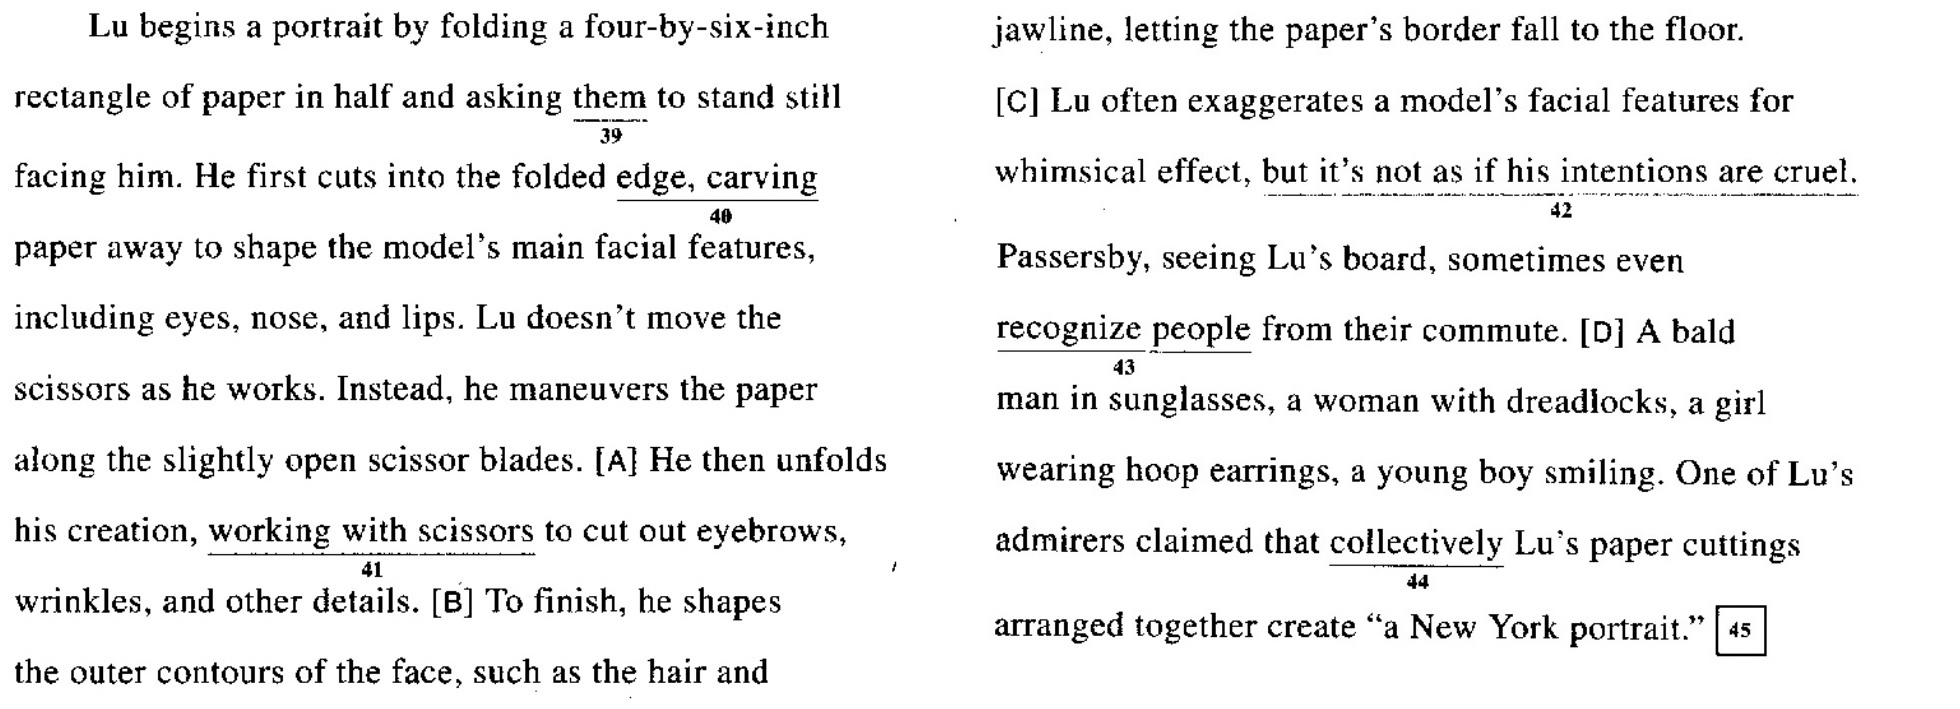 Lu begins a portrait by folding a four-by-six-inch
rectangle of paper in half and asking them to stand still
39
facing him. He first cuts into the folded edge, carving
40
paper away to shape the model's main facial features,
including eyes, nose, and lips. Lu doesn't move the
scissors as he works. Instead, he maneuvers the paper
along the slightly open scissor blades. [A] He then unfolds
his creation, working with scissors to cut out eyebrows,
41
wrinkles, and other details. [B] To finish, he shapes
the outer contours of the face, such as the hair and
jawline, letting the paper's border fall to the floor.
[C] Lu often exaggerates a model's facial features for
whimsical effect, but it's not as if his intentions are cruel.
42
Passersby, seeing Lu's board, sometimes even
recognize people from their commute. [D] A bald
43
man in sunglasses, a woman with dreadlocks, a girl
wearing hoop earrings, a young boy smiling. One of Lu's
admirers claimed that collectively Lu's paper cuttings
44
arranged together create “a New York portrait.” 45